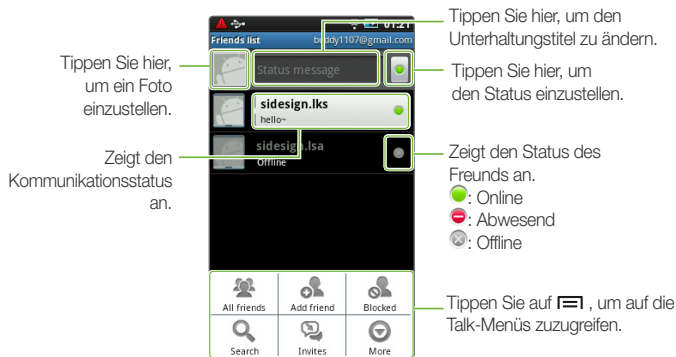 01:21
Friends list buddy1107@gmail.com
Status message
sidesign.lks
hello~
sidesign.lsa
Offline
All friends Add friend Blocked
Search Invites More
Tippen Sie hier,
um ein Foto
einzustellen.
Zeigt den
Kommunikationsstatus
an.
Tippen Sie hier, um den
Unterhaltungstitel zu ändern.
Tippen Sie hier, um
den Status einzustellen.
Zeigt den Status des
Freunds an.
: Online
: Abwesend
: Offline
Tippen Sie auf , um auf die
Talk-Menüs zuzugreifen.